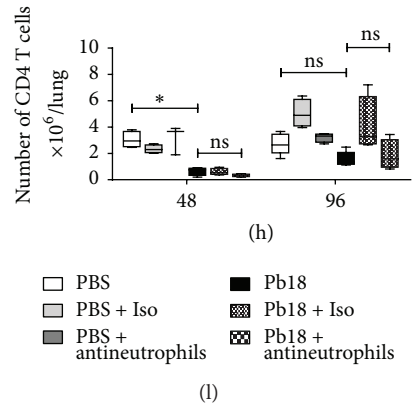 Number of CD4 T cells
×10⁶/lung
10
8
6
4
2
0
*
ns
ns
ns
48
96
(h)
PBS
Pb18
PBS + Iso
Pb18 + Iso
PBS +
antineutrophils
Pb18 +
antineutrophils
(l)